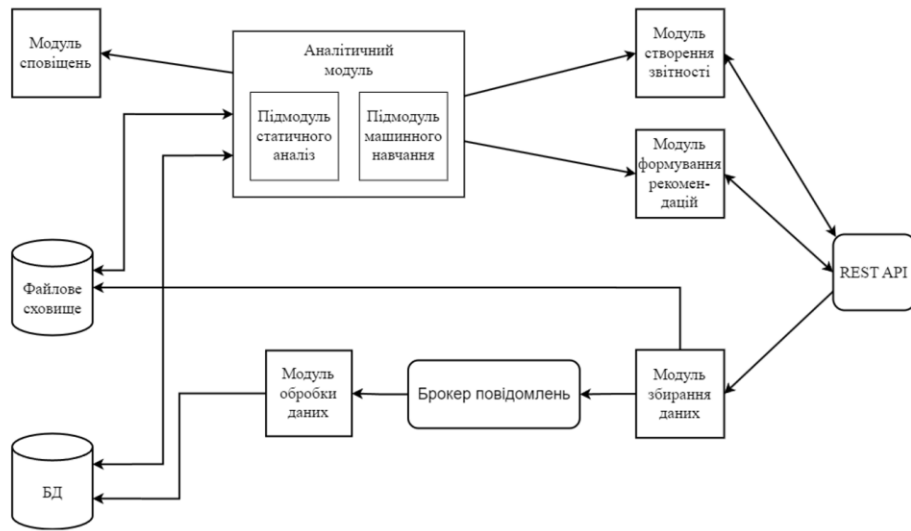 Модуль
сповіщень
Аналітичний
модуль
Підмодуль
статичного
аналіз
Підмодуль
машинного
навчання
Модуль
створення
звітності
Модуль
формування
рекомен-
дацій
REST API
Файлове
сховище
Модуль
обробки
даних
Брокер повідомлень
Модуль
збирання
даних
БД